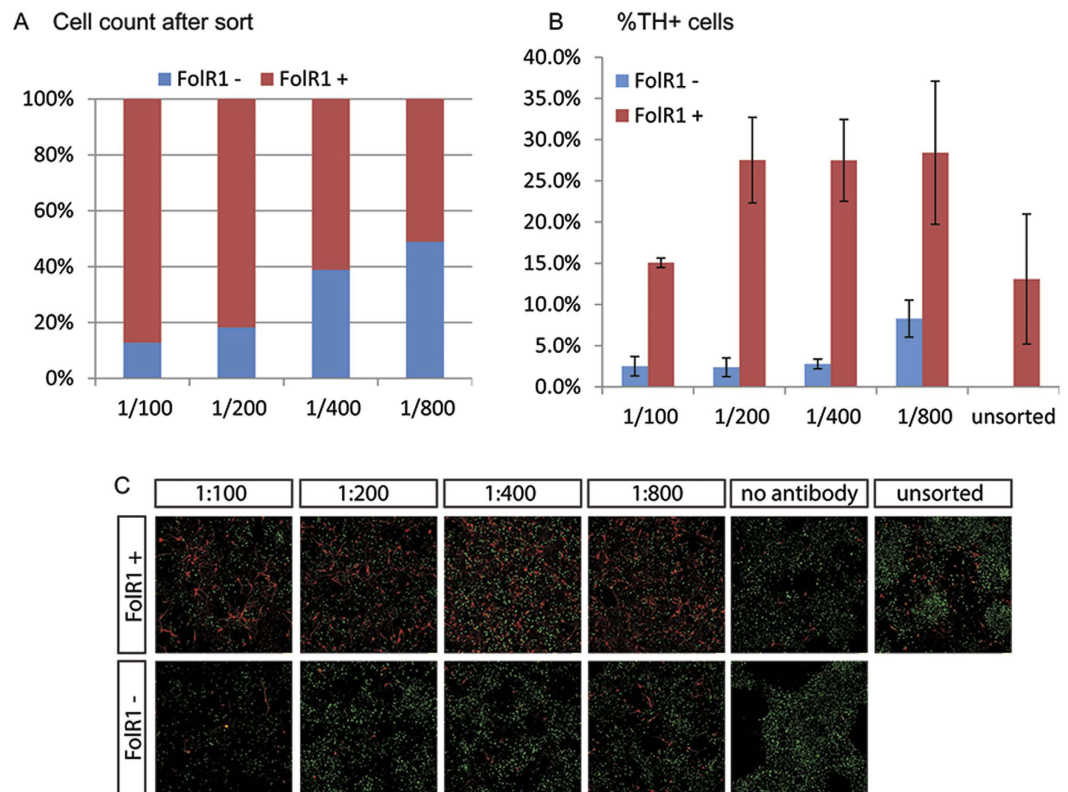 A Cell count after sort
FolR1 - FolR1 +
100%
80%
60%
40%
20%
0%
1/100 1/200 1/400 1/800
B %TH+ cells
40.0%
35.0%
30.0%
25.0%
20.0%
15.0%
10.0%
5.0%
0.0%
FolR1 -
FolR1 +
1/100 1/200 1/400 1/800 unsorted
C 1:100 1:200 1:400 1:800 no antibody unsorted
FolR1 +
FolR1 -